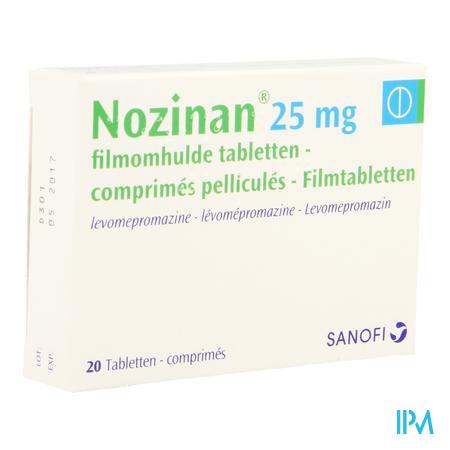 Nozinan® 25 mg
filmomhulde tabletten -
comprimés pelliculés - Filmtabletten
levomepromazine - lévomépromazine - Levomepromazin
SANOFI
20 Tabletten - comprimés
LOT:
EXP.:
p301
05 2017
IPM